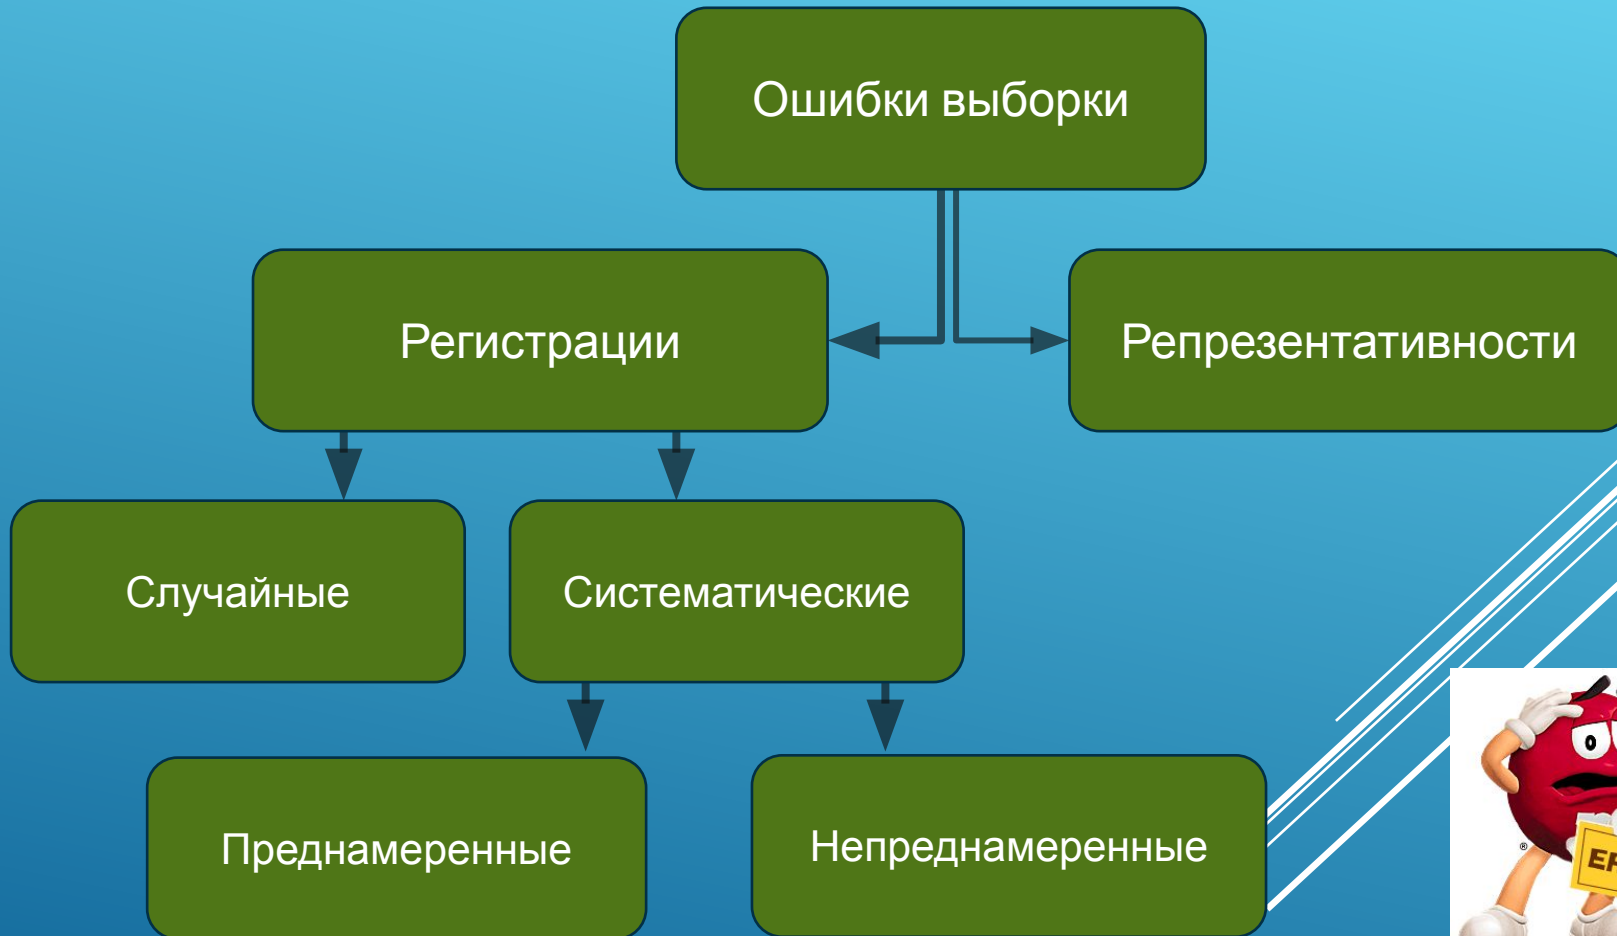 Ошибки выборки
Регистрации
Репрезентативности
Случайные
Систематические
Преднамеренные
Непреднамеренные
®